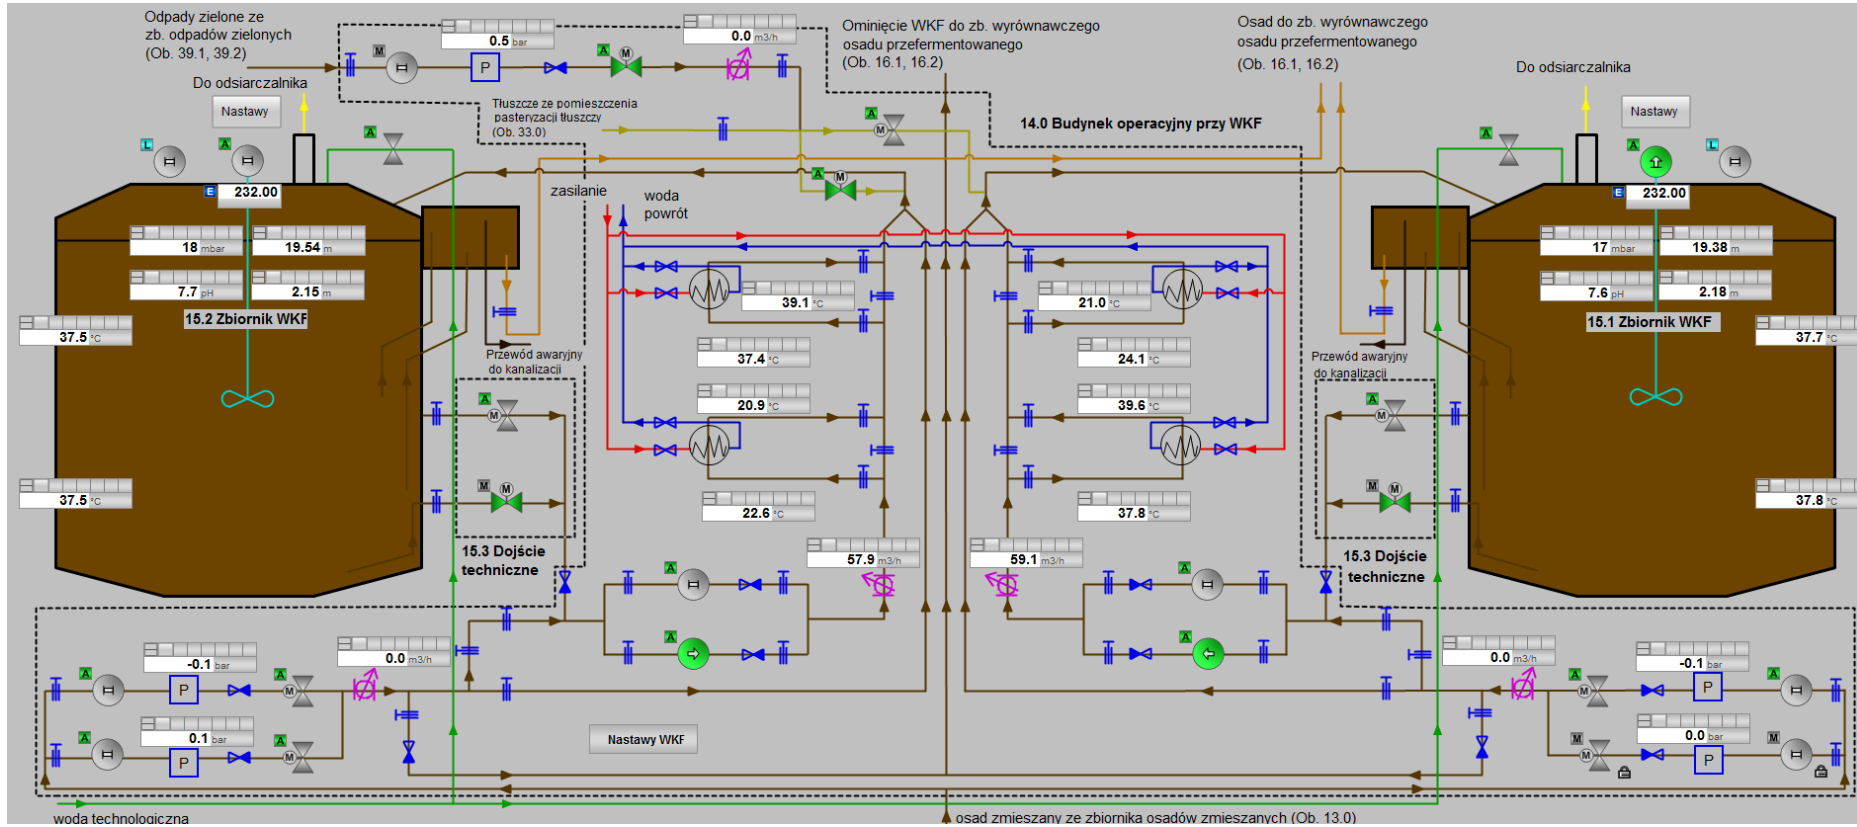 Odpady zielone ze
zb. odpadów zielonych
(Ob. 39.1, 39.2)
M
0.5 bar
P
A
M
0.0 m3/h
Ominięcie WKF do zb. wyrównawczego
osadu przefermentowanego
(Ob. 16.1, 16.2)
Osad do zb. wyrównawczego
osadu przefermentowanego
(Ob. 16.1, 16.2)
Do odsiarczalnika
Nastawy
Tłuszcze ze pomieszczenia
pasteryzacji tłuszczy
(Ob. 33.0)
A
M
14.0 Budynek operacyjny przy WKF
Do odsiarczalnika
Nastawy
L
A
A
A
A
L
E
232.00
zasilanie
woda
powrót
A
M
E
232.00
18 mbar
19.54 m
7.7 pH
2.15 m
15.2 Zbiornik WKF
37.5 °C
37.5 °C
17 mbar
19.38 m
7.6 pH
2.18 m
15.1 Zbiornik WKF
37.7 °C
37.8 °C
39.1 °C
21.0 °C
37.4 °C
24.1 °C
20.9 °C
39.6 °C
22.6 °C
37.8 °C
Przewód awaryjny
do kanalizacji
Przewód awaryjny
do kanalizacji
A
M
M
M
15.3 Dojście
techniczne
A
M
M
M
15.3 Dojście
techniczne
57.9 m3/h
59.1 m3/h
A
A
A
A
A
-0.1 bar
P
A
M
0.0 m3/h
A
0.1 bar
P
A
M
Nastawy WKF
0.0 m3/h
A
M
-0.1 bar
P
A
M
M
0.0 bar
P
M
woda technologiczna
osad zmieszany ze zbiornika osadów zmieszanych (Ob. 13.0)